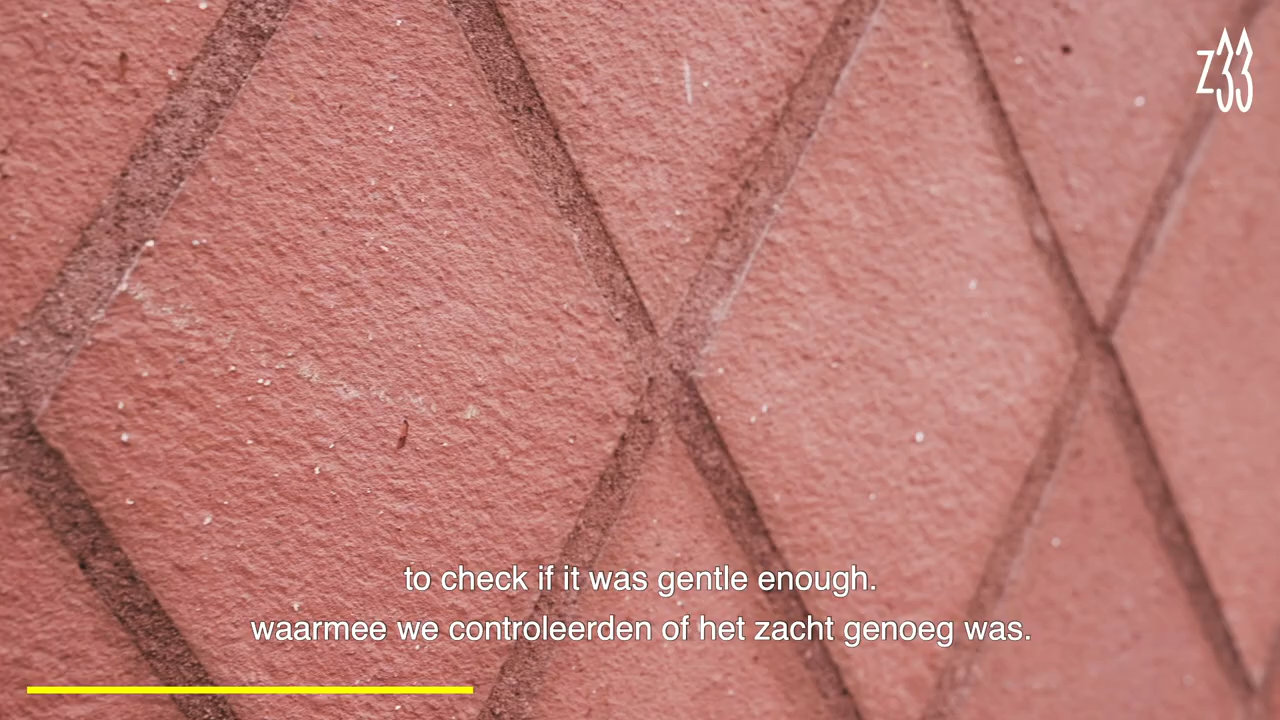 Z33
to check if it was gentle enough.
waarmee we controleerden of het zacht genoeg was.